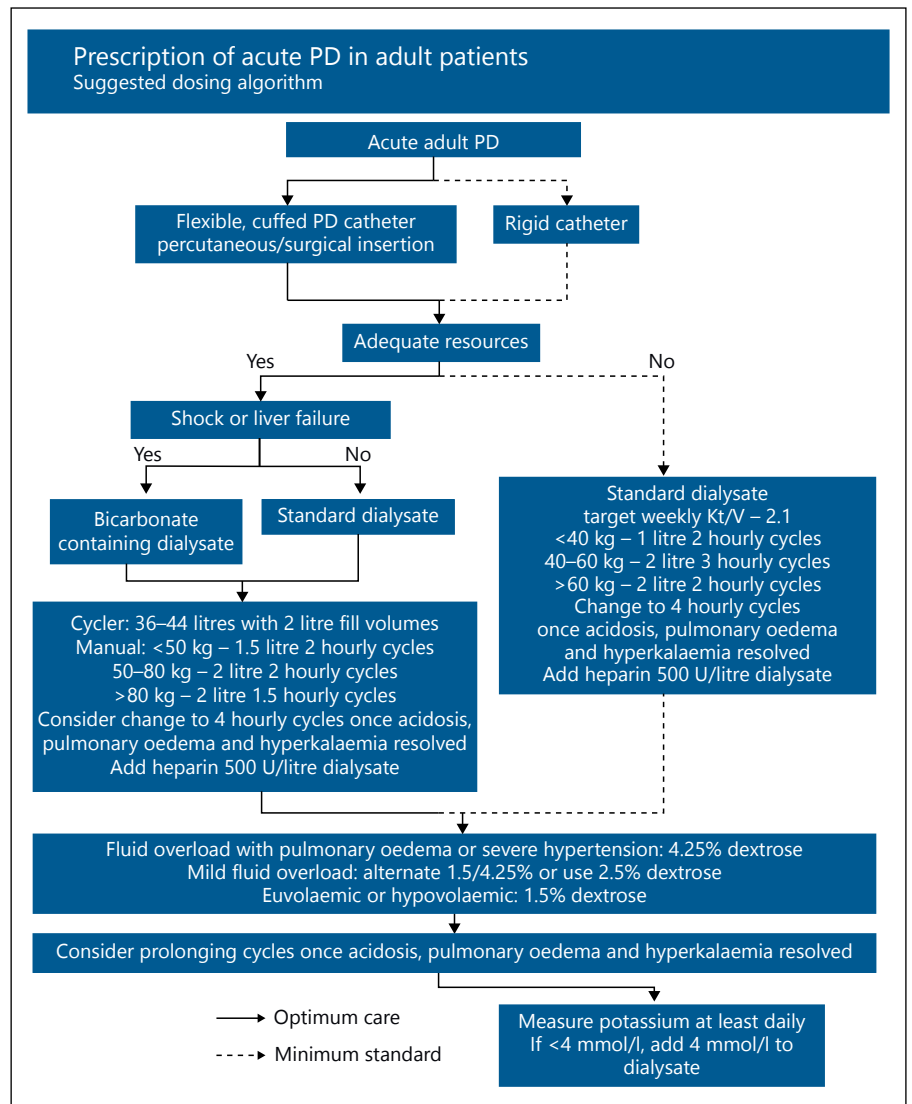 Prescription of acute PD in adult patients
Suggested dosing algorithm
Acute adult PD
Flexible, cuffed PD catheter
percutaneous/surgical insertion
Rigid catheter
Adequate resources
Yes
No
Shock or liver failure
Yes
No
Bicarbonate
containing dialysate
Standard dialysate
Standard dialysate
target weekly Kt/V – 2.1
<40 kg – 1 litre 2 hourly cycles
40–60 kg – 2 litre 3 hourly cycles
>60 kg – 2 litre 2 hourly cycles
Change to 4 hourly cycles
once acidosis, pulmonary oedema
and hyperkalaemia resolved
Add heparin 500 U/litre dialysate
Cycler: 36–44 litres with 2 litre fill volumes
Manual: <50 kg – 1.5 litre 2 hourly cycles
50–80 kg – 2 litre 2 hourly cycles
>80 kg – 2 litre 1.5 hourly cycles
Consider change to 4 hourly cycles once acidosis,
pulmonary oedema and hyperkalaemia resolved
Add heparin 500 U/litre dialysate
Fluid overload with pulmonary oedema or severe hypertension: 4.25% dextrose
Mild fluid overload: alternate 1.5/4.25% or use 2.5% dextrose
Euvolaemic or hypovolaemic: 1.5% dextrose
Consider prolonging cycles once acidosis, pulmonary oedema and hyperkalaemia resolved
Optimum care
Minimum standard
Measure potassium at least daily
If <4 mmol/l, add 4 mmol/l to
dialysate